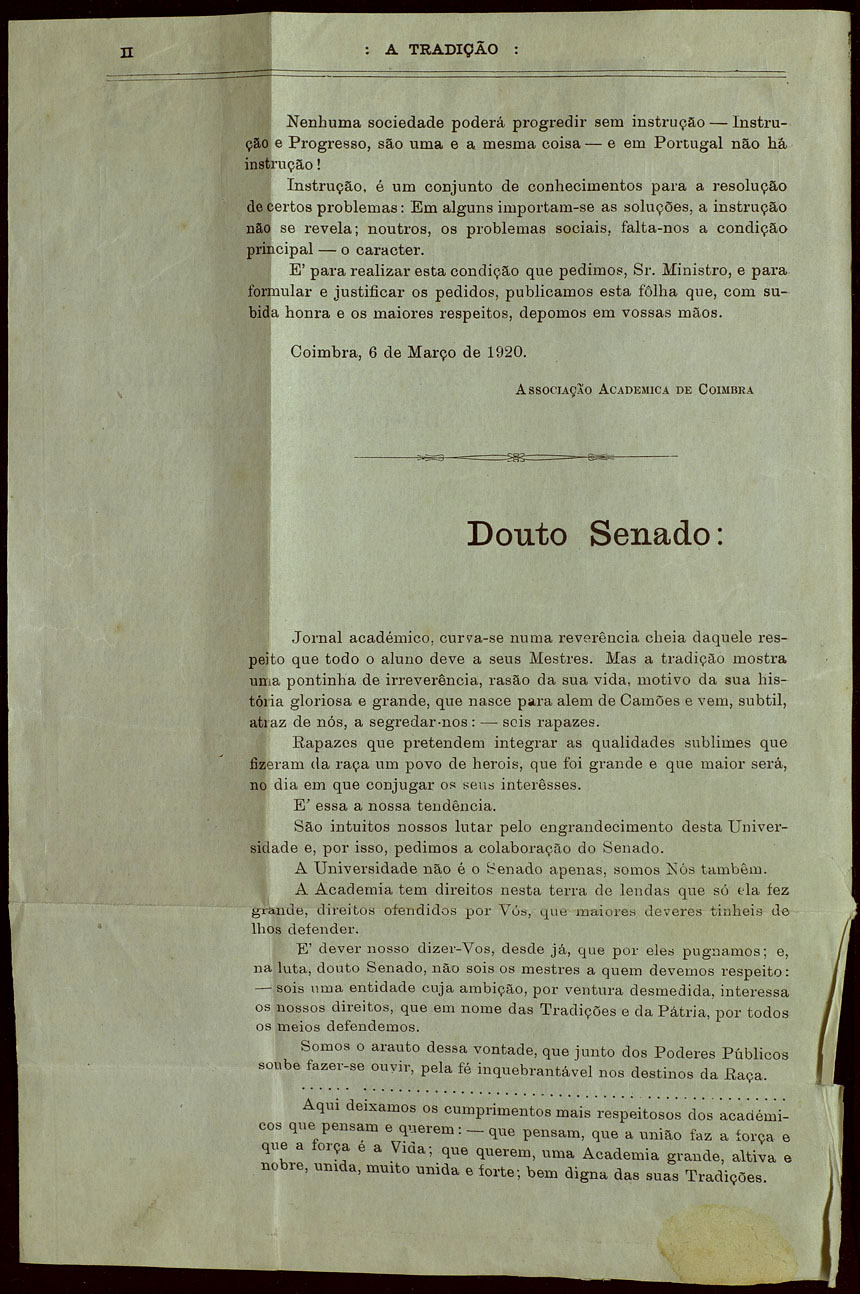 II
: A TRADIÇÃO :
Nenhuma sociedade poderá progredir sem instrução — Instru-
ção e Progresso, são uma e a mesma coisa — e em Portugal não há
instrução!
Instrução, é um conjunto de conhecimentos para a resolução
de certos problemas: Em alguns importam-se as soluções, a instrução
não se revela; noutros, os problemas sociais, falta-nos a condição
principal — o caracter.
E' para realizar esta condição que pedimos, Sr. Ministro, e para
formular e justificar os pedidos, publicamos esta fôlha que, com su-
bida honra e os maiores respeitos, depomos em vossas mãos.
Coimbra, 6 de Março de 1920.
ASSOCIAÇÃO ACADEMICA DE COIMBRA
Douto Senado:
Jornal académico, curva-se numa reverência cheia daquele res-
peito que todo o aluno deve a seus Mestres. Mas a tradição mostra
uma pontinha de irreverência, rasão da sua vida, motivo da sua his-
tória gloriosa e grande, que nasce para alem de Camões e vem, subtil,
atraz de nós, a segredar-nos: — sois rapazes.
Rapazes que pretendem integrar as qualidades sublimes que
fizeram da raça um povo de herois, que foi grande e que maior será,
no dia em que conjugar os seus interêsses.
E' essa a nossa tendência.
São intuitos nossos lutar pelo engrandecimento desta Univer-
sidade e, por isso, pedimos a colaboração do Senado.
A Universidade não é o Senado apenas, somos Nós tambêm.
A Academia tem direitos nesta terra de lendas que só ela fez
grande, direitos ofendidos por Vós, que maiores deveres tinheis de
lhos defender.
E' dever nosso dizer-Vos, desde já, que por eles pugnamos; e,
na luta, douto Senado, não sois os mestres a quem devemos respeito:
— sois uma entidade cuja ambição, por ventura desmedida, interessa
os nossos direitos, que em nome das Tradições e da Pátria, por todos
os meios defendemos.
Somos o arauto dessa vontade, que junto dos Poderes Públicos
soube fazer-se ouvir, pela fé inquebrantável nos destinos da Raça.
. . . . . . . . . . . . . . . . . . . . . . . . . . . . . . . . . . . . . . . .
Aqui deixamos os cumprimentos mais respeitosos dos académi-
cos que pensam e querem: — que pensam, que a união faz a força e
que a força é a Vida; que querem, uma Academia grande, altiva e
nobre, unida, muito unida e forte; bem digna das suas Tradições.